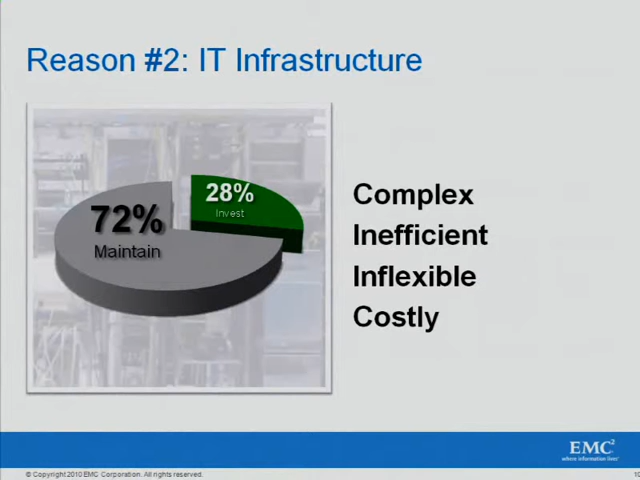 Reason #2: IT Infrastructure
28%
Invest
72%
Maintain
Complex
Inefficient
Inflexible
Costly
EMC²
where information lives®
© Copyright 2010 EMC Corporation. All rights reserved.